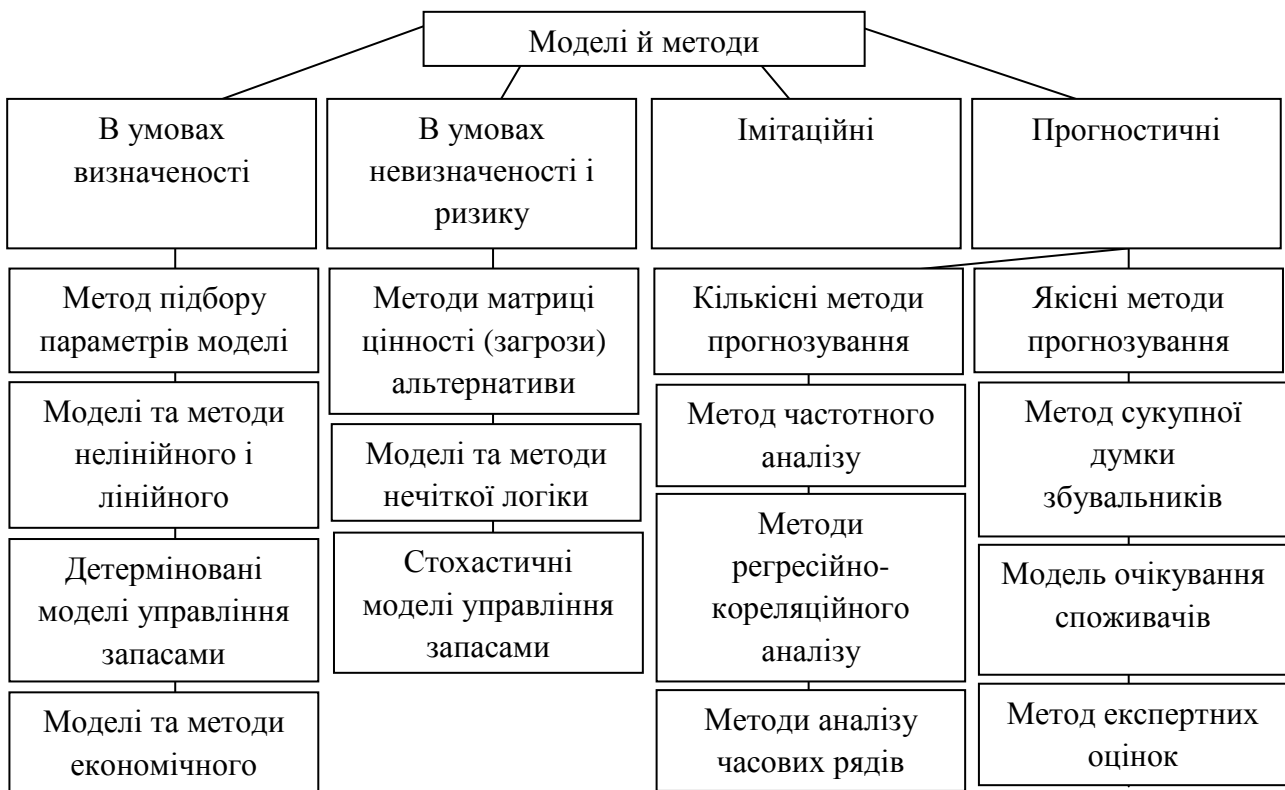 Моделі й методи
В умовах
визначеності
В умовах
невизначеності і
ризику
Імітаційні
Прогностичні
Метод підбору
параметрів моделі
Моделі та методи
нелінійного і
лінійного
Детерміновані
моделі управління
запасами
Моделі та методи
економічного
Методи матриці
цінності (загрози)
альтернативи
Моделі та методи
нечіткої логіки
Стохастичні
моделі управління
запасами
Кількісні методи
прогнозування
Метод частотного
аналізу
Методи
регресійно-
кореляційного
аналізу
Методи аналізу
часових рядів
Якісні методи
прогнозування
Метод сукупної
думки
збувальників
Модель очікування
споживачів
Метод експертних
оцінок